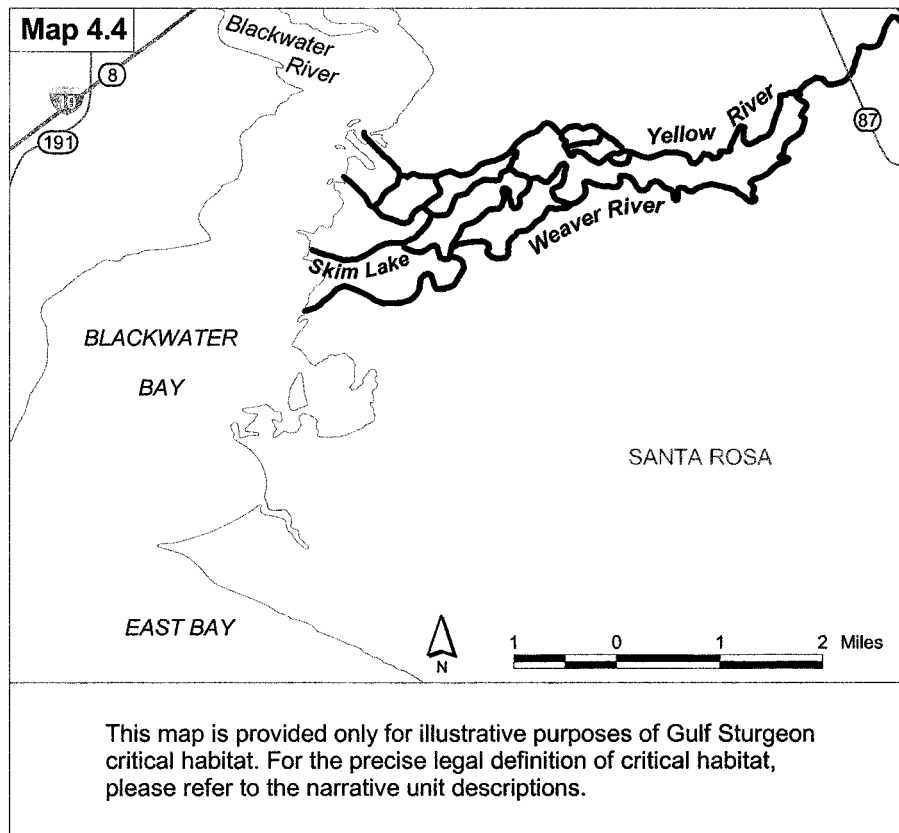 Map 4.4
Blackwater
River
8
10
191
Yellow River
87
Weaver River
Skim Lake
BLACKWATER
BAY
SANTA ROSA
EAST BAY
N
1 0 1 2 Miles
This map is provided only for illustrative purposes of Gulf Sturgeon
critical habitat. For the precise legal definition of critical habitat,
please refer to the narrative unit descriptions.